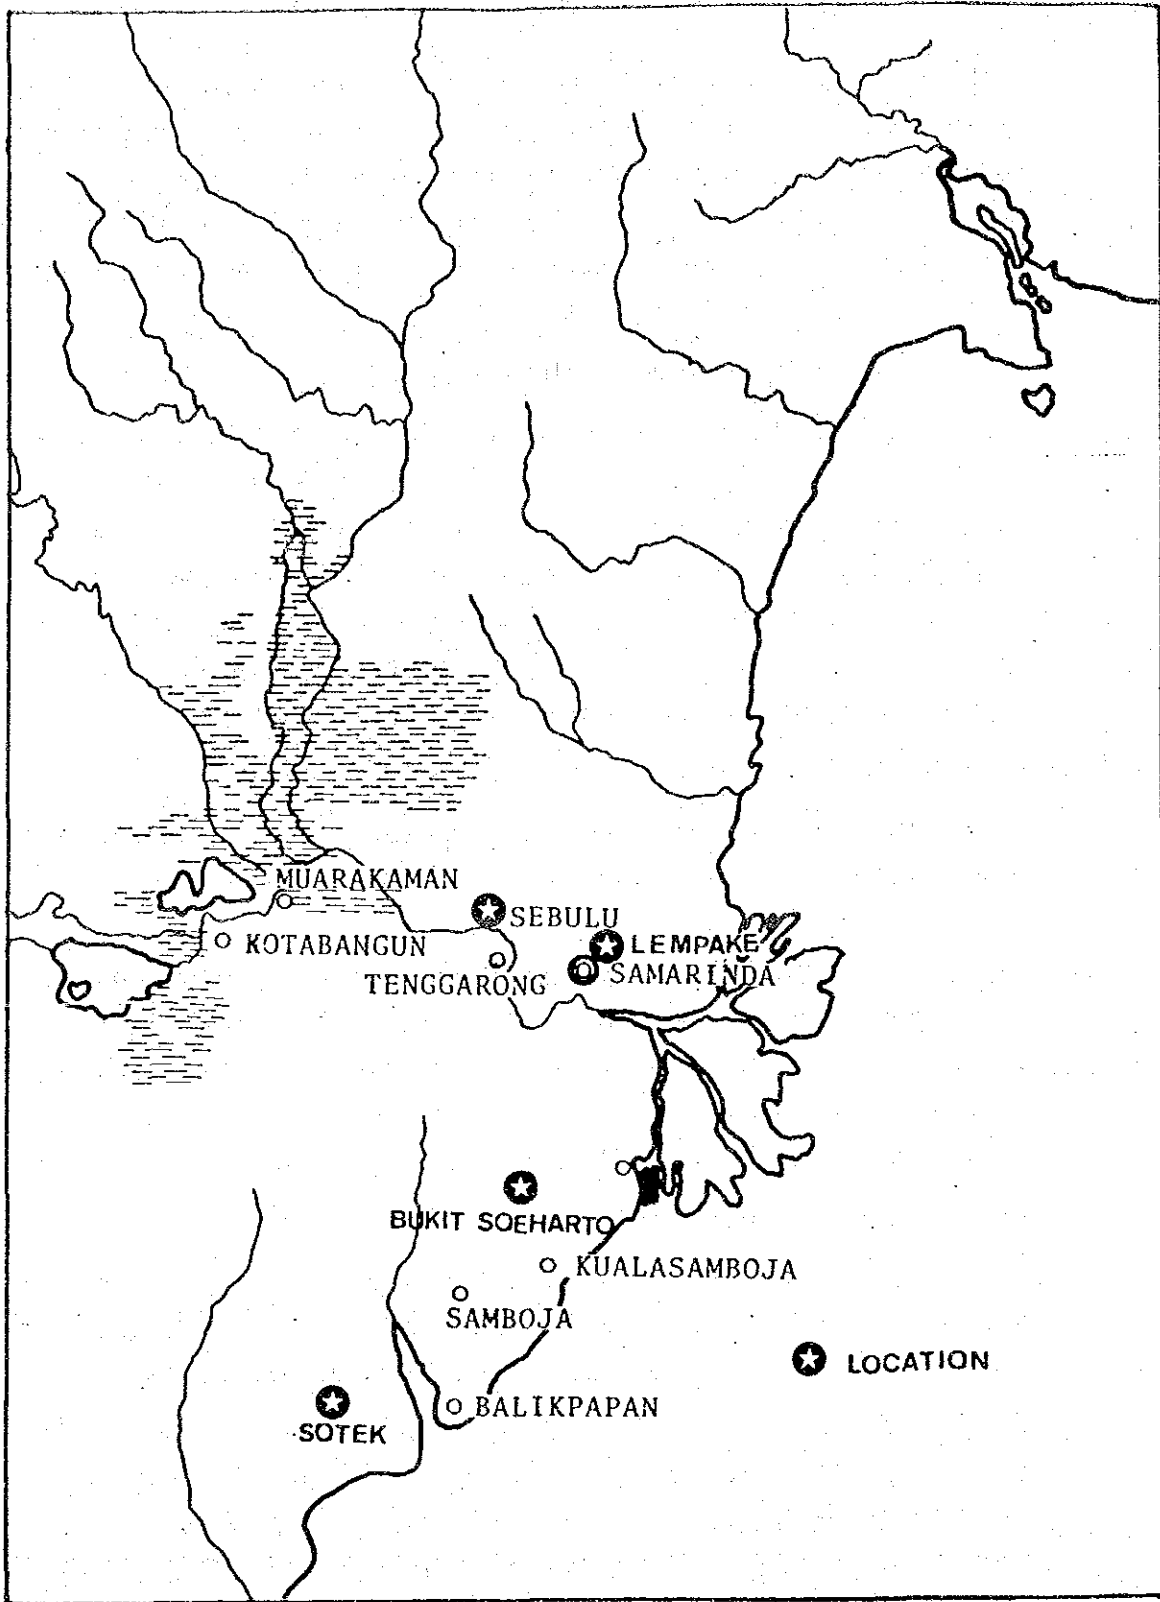 MUARAKAMAN
SEBULU
KOTABANGUN
LEMPAKE
TENGGARONG
SAMARINDA
BUKIT SOEHARTO
KUALASAMBOJA
SAMBOJA
LOCATION
BALIKPAPAN
SOTEK